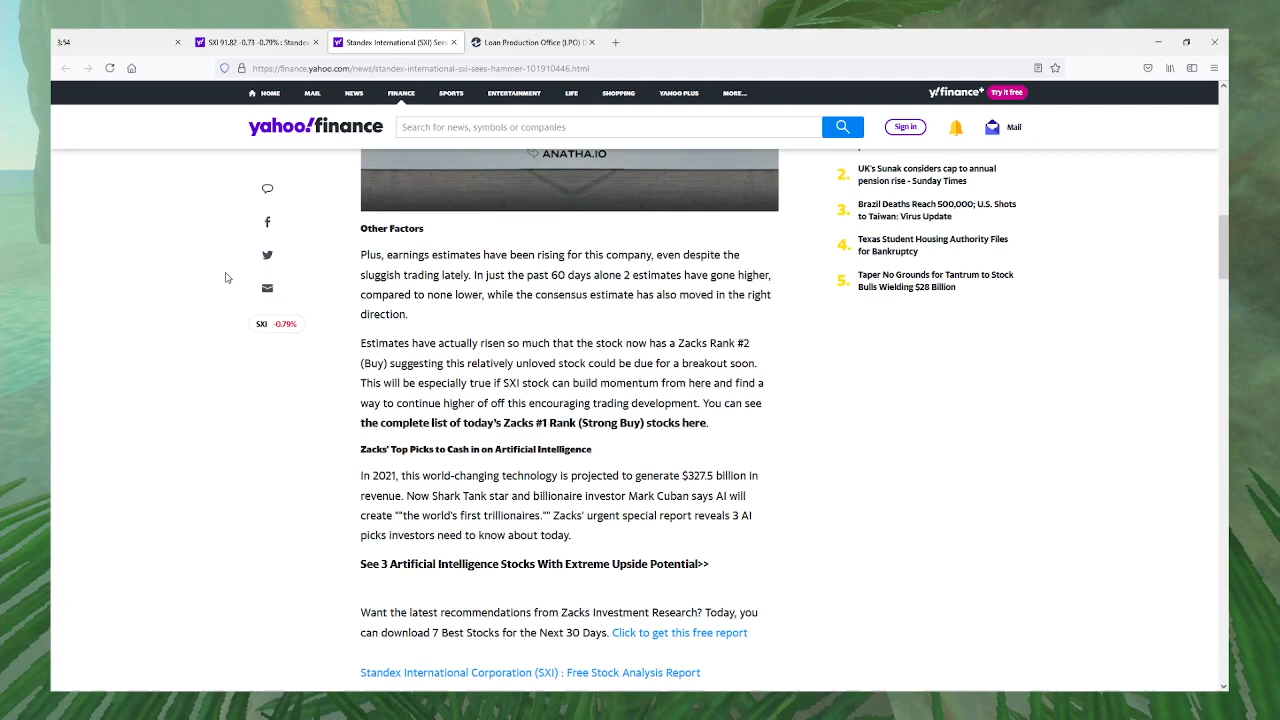 3:54
SXI 91.82 -0.73 -0.79% : Standex
Standex International (SXI) Sees
Loan Production Office (LPO) D
https://finance.yahoo.com/news/standex-international-sxi-sees-hammer-101910446.html
HOME MAIL NEWS FINANCE SPORTS ENTERTAINMENT LIFE SHOPPING YAHOO PLUS MORE...
y!finance+ Try it free
yahoo!finance
Search for news, symbols or companies
Sign in
Mail
ANATHA.IO
SXI -0.79%
Other Factors
Plus, earnings estimates have been rising for this company, even despite the
sluggish trading lately. In just the past 60 days alone 2 estimates have gone higher,
compared to none lower, while the consensus estimate has also moved in the right
direction.
Estimates have actually risen so much that the stock now has a Zacks Rank #2
(Buy) suggesting this relatively unloved stock could be due for a breakout soon.
This will be especially true if SXI stock can build momentum from here and find a
way to continue higher of off this encouraging trading development. You can see
the complete list of today's Zacks #1 Rank (Strong Buy) stocks here.
Zacks' Top Picks to Cash in on Artificial Intelligence
In 2021, this world-changing technology is projected to generate $327.5 billion in
revenue. Now Shark Tank star and billionaire investor Mark Cuban says AI will
create ""the world's first trillionaires."" Zacks' urgent special report reveals 3 AI
picks investors need to know about today.
See 3 Artificial Intelligence Stocks With Extreme Upside Potential>>
Want the latest recommendations from Zacks Investment Research? Today, you
can download 7 Best Stocks for the Next 30 Days. Click to get this free report
Standex International Corporation (SXI) : Free Stock Analysis Report
2. UK's Sunak considers cap to annual
pension rise - Sunday Times
3. Brazil Deaths Reach 500,000; U.S. Shots
to Taiwan: Virus Update
4. Texas Student Housing Authority Files
for Bankruptcy
5. Taper No Grounds for Tantrum to Stock
Bulls Wielding $28 Billion